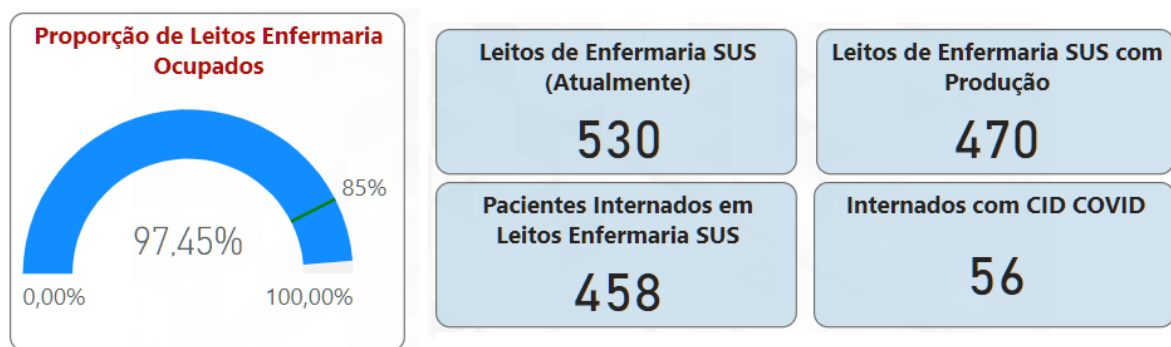 Proporção de Leitos Enfermaria
Ocupados
85%
97,45%
0,00%
100,00%
Leitos de Enfermaria SUS
(Atualmente)
530
Leitos de Enfermaria SUS com
Produção
470
Pacientes Internados em
Leitos Enfermaria SUS
458
Internados com CID COVID
56